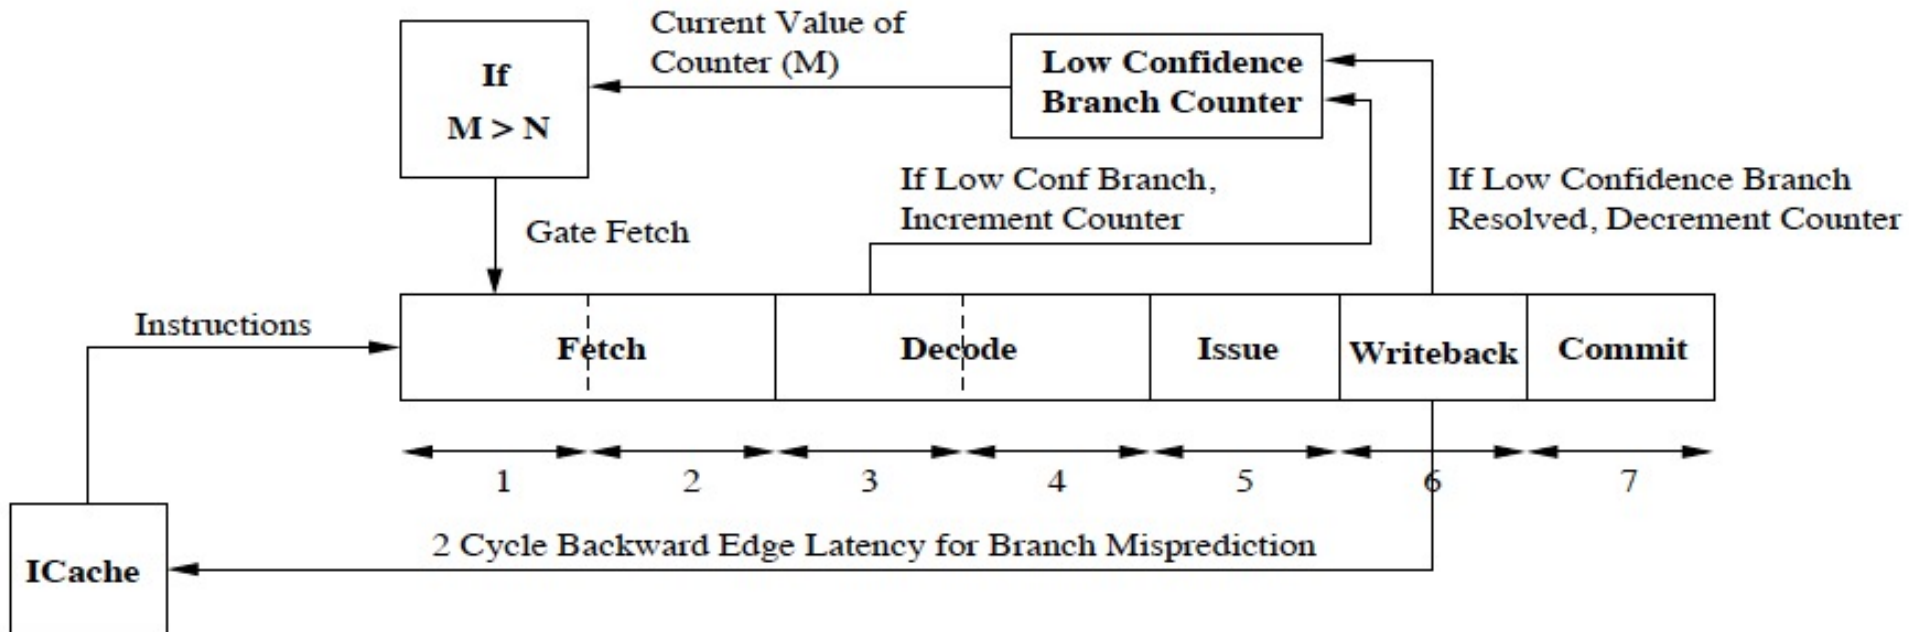 If
M > N
Current Value of
Counter (M)
Low Confidence
Branch Counter
If Low Conf Branch,
Increment Counter
If Low Confidence Branch
Resolved, Decrement Counter
Gate Fetch
Instructions
Fetch
Decode
Issue
Writeback
Commit
1
2
3
4
5
6
7
2 Cycle Backward Edge Latency for Branch Misprediction
ICache